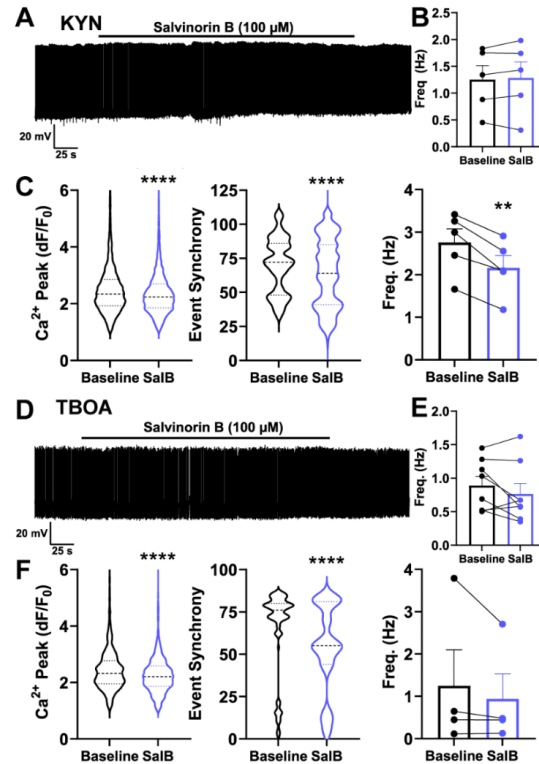 A KYN
Salvinorin B (100 μM)
20 mV
25 s
B
Freq. (Hz)
2.0
1.5
1.0
0.5
0.0
Baseline SalB
C
Ca2+ Peak (dF/F0)
6
4
2
0
****
Baseline SalB
Event Synchrony
125
100
75
50
25
0
****
Baseline SalB
Freq. (Hz)
4
3
2
1
0
**
Baseline SalB
D TBOA
Salvinorin B (100 μM)
20 mV
25 s
E
Freq. (Hz)
2.0
1.5
1.0
0.5
0.0
Baseline SalB
F
Ca2+ Peak (dF/F0)
6
4
2
0
****
Baseline SalB
Event Synchrony
100
75
50
25
0
****
Baseline SalB
Freq. (Hz)
4
3
2
1
0
Baseline SalB